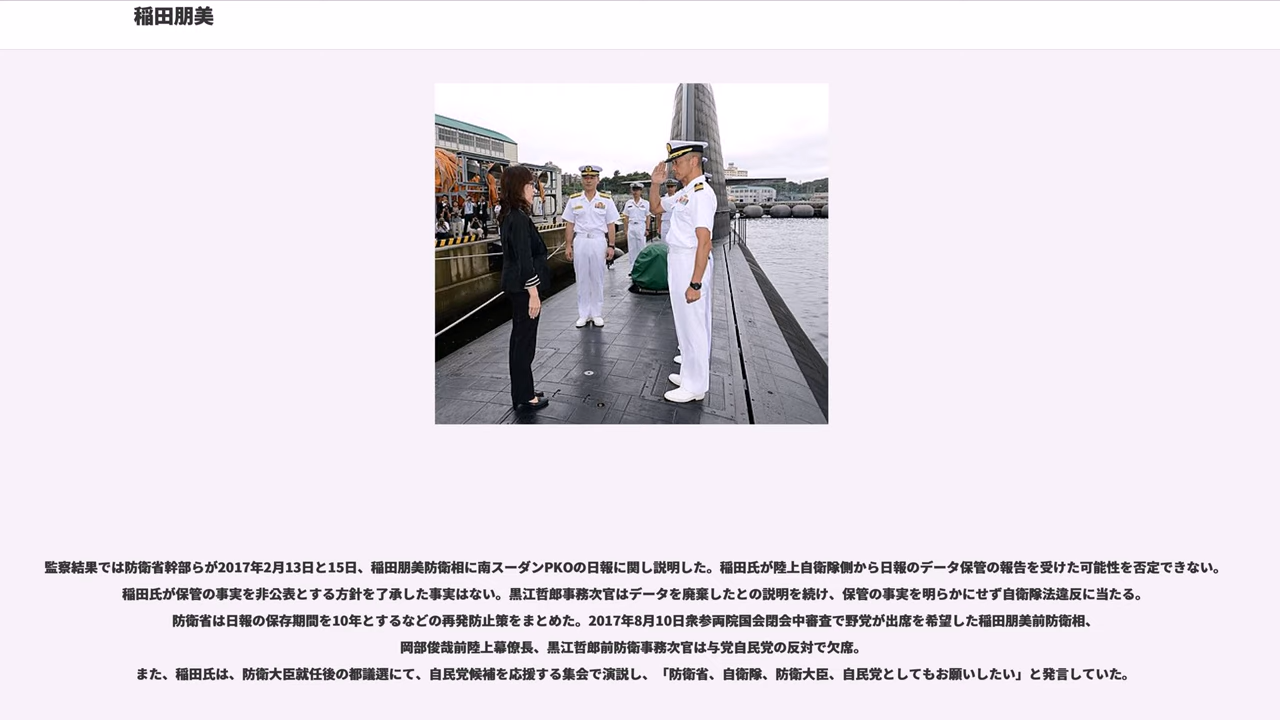 稲田朋美
監察結果では防衛省幹部らが2017年2月13日と15日、稲田朋美防衛相に南スーダンPKOの日報に関し説明した。稲田氏が陸上自衛隊側から日報のデータ保管の報告を受けた可能性を否定できない。
稲田氏が保管の事実を非公表とする方針を了承した事実はない。黒江哲郎事務次官はデータを廃棄したとの説明を続け、保管の事実を明らかにせず自衛隊法違反に当たる。
防衛省は日報の保存期間を10年とするなどの再発防止策をまとめた。2017年8月10日衆参両院国会閉会中審査で野党が出席を希望した稲田朋美前防衛相、
岡部俊哉前陸上幕僚長、黒江哲郎前防衛事務次官は与党自民党の反対で欠席。
また、稲田氏は、防衛大臣就任後の都議選にて、自民党候補を応援する集会で演説し、「防衛省、自衛隊、防衛大臣、自民党としてもお願いしたい」と発言していた。